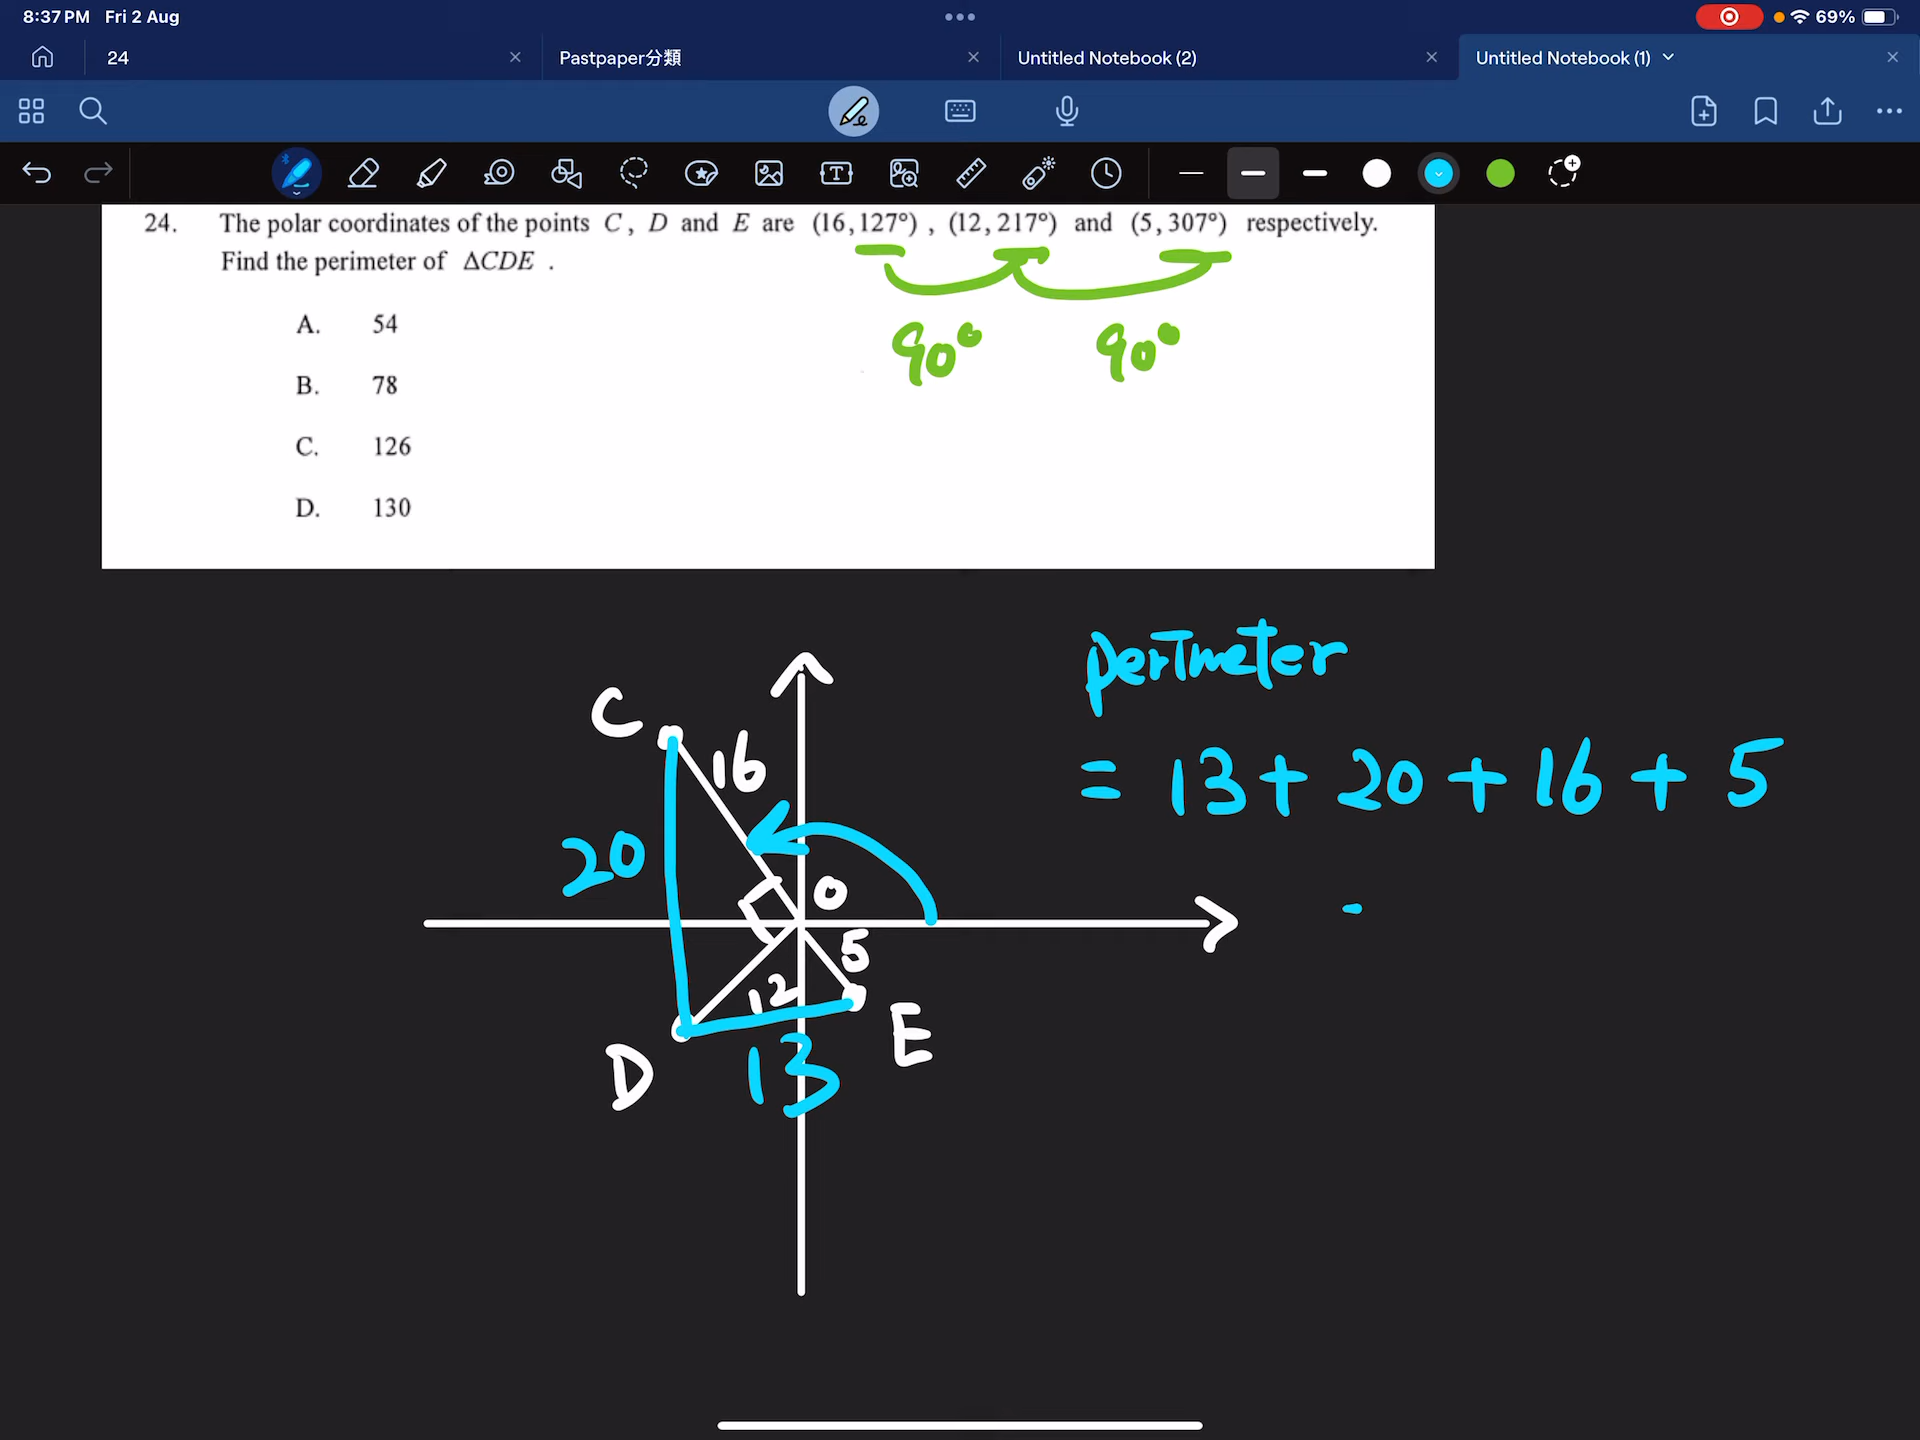 8:37 PM Fri 2 Aug
69%
24
Pastpaper分類
Untitled Notebook (2)
Untitled Notebook (1)
24. The polar coordinates of the points C, D and E are (16,127°), (12,217°) and (5,307°) respectively.
Find the perimeter of ΔCDE .
A. 54
B. 78
C. 126
D. 130
90° 90°
perimeter
= 13 + 20 + 16 + 5
C
16
20
O
5
12
E
D
13